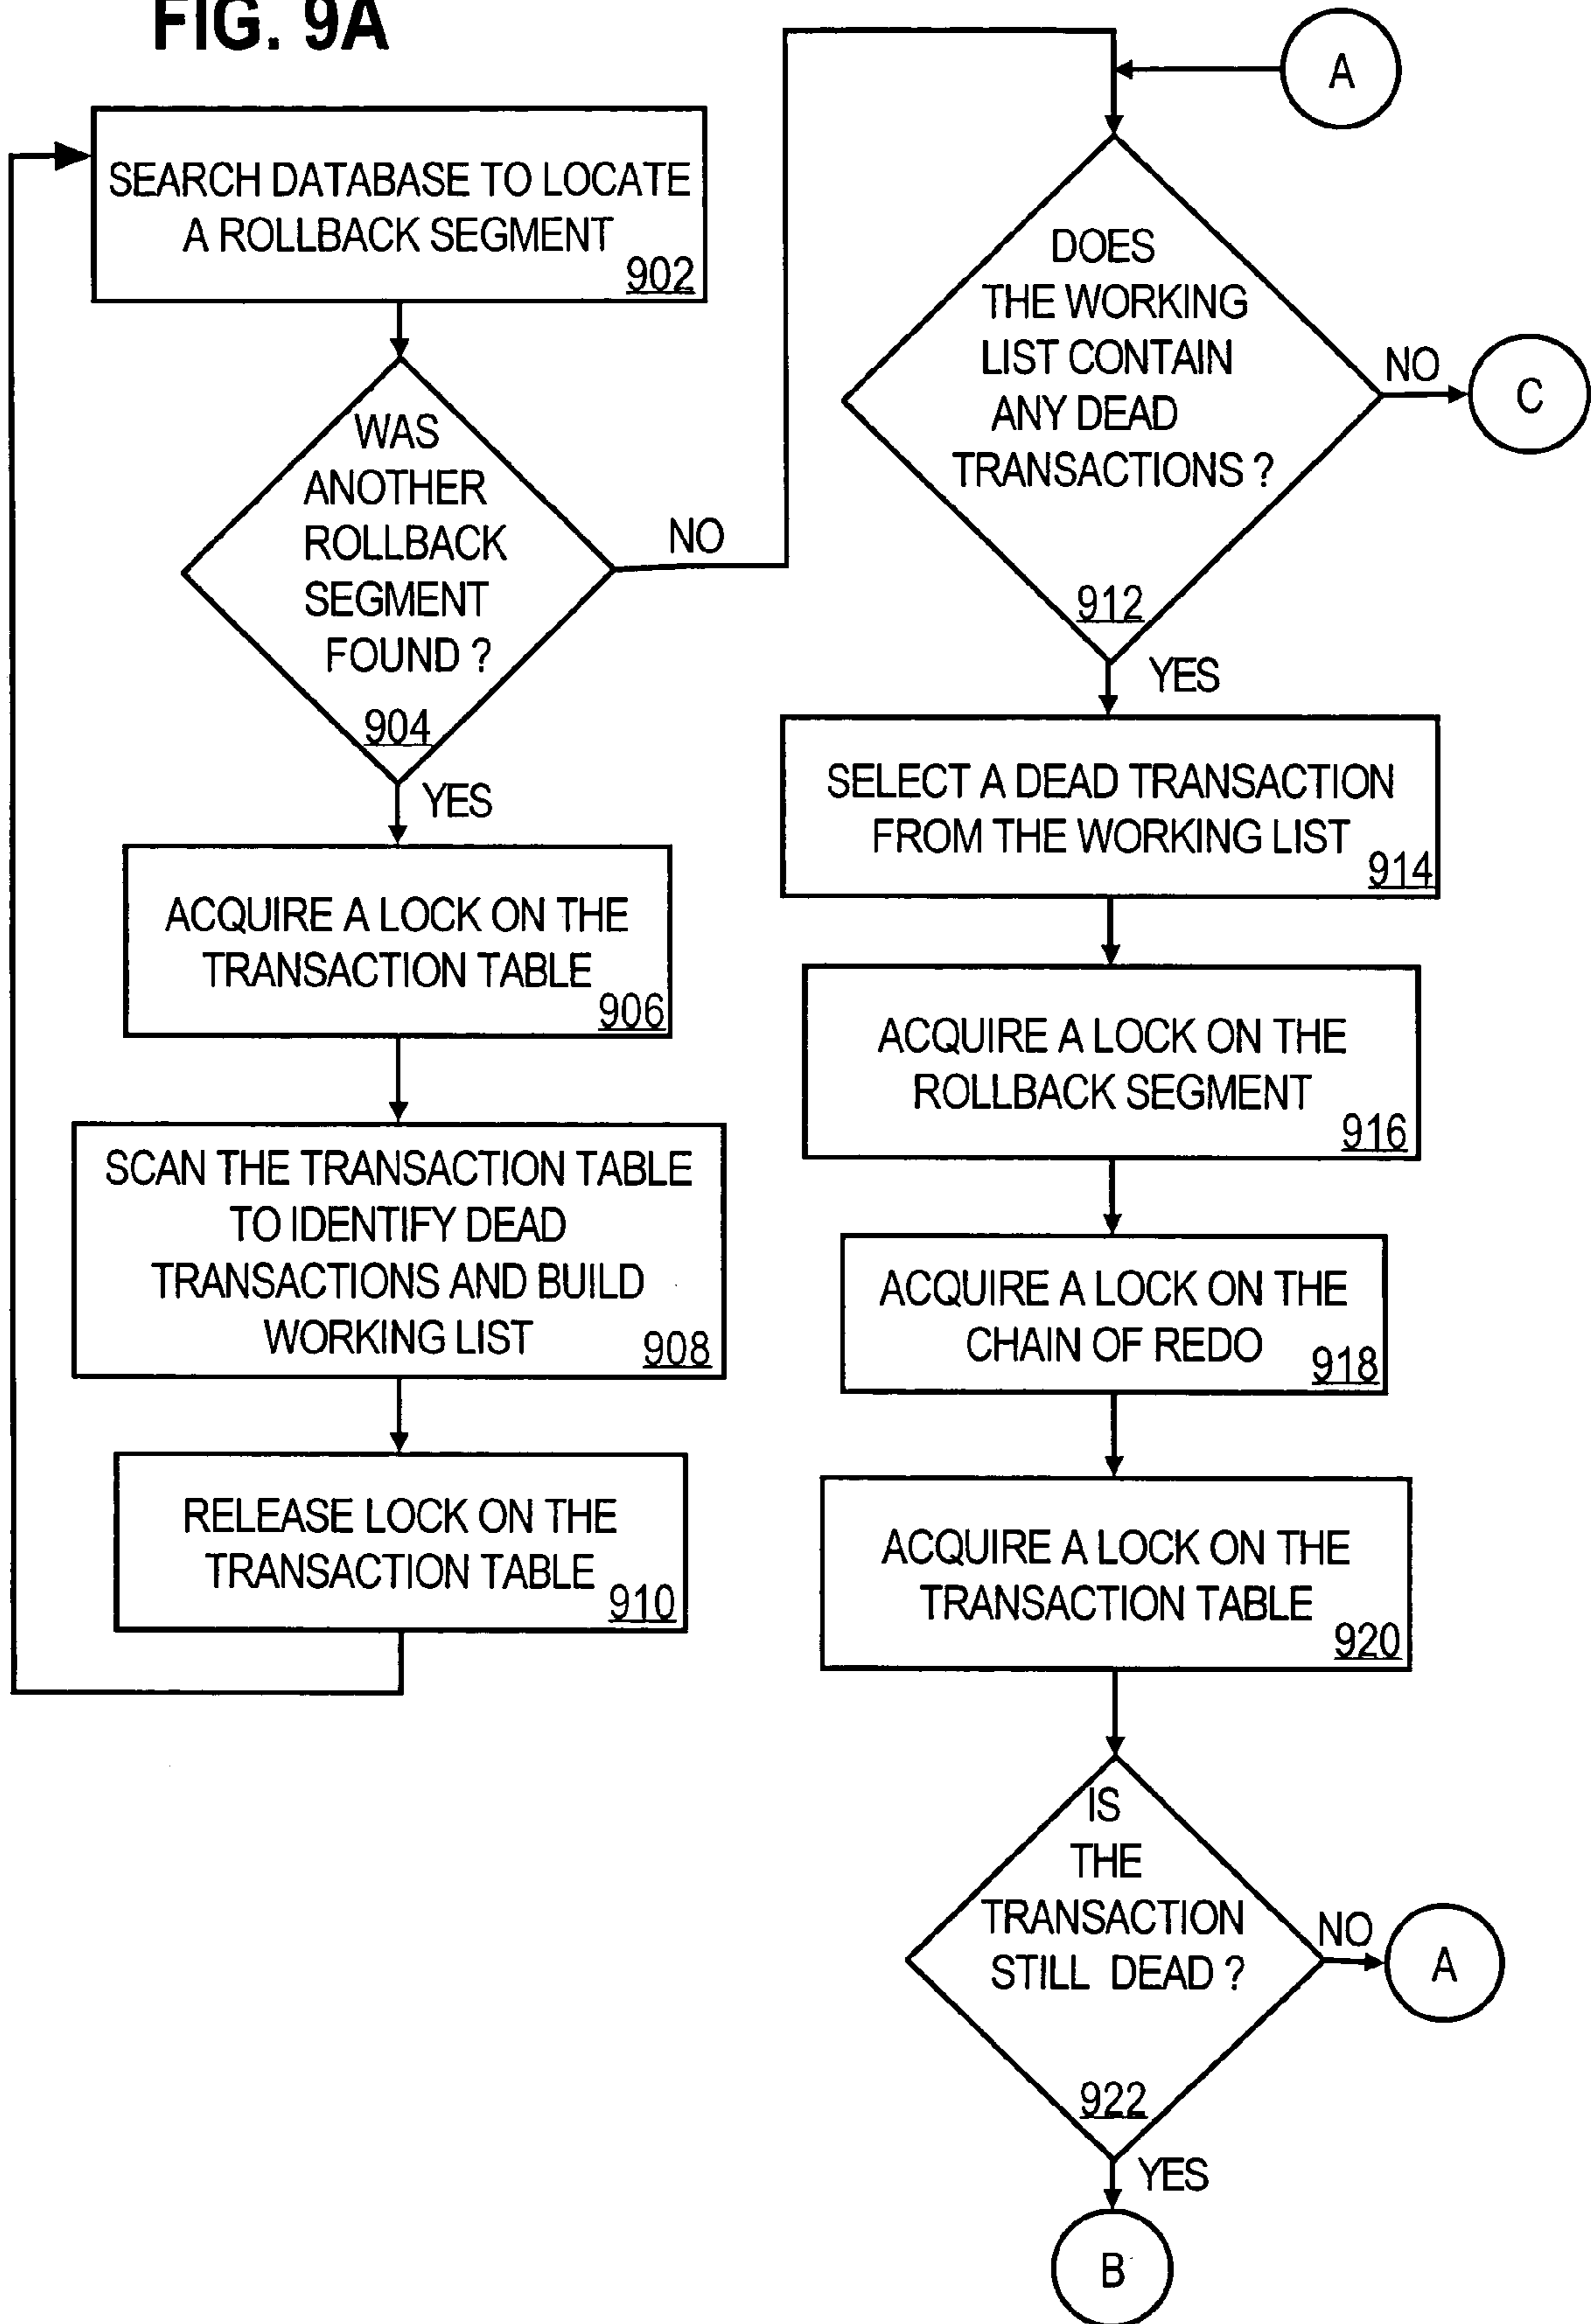 FIG. 9A
SEARCH DATABASE TO LOCATE
A ROLLBACK SEGMENT
902
WAS
ANOTHER
ROLLBACK
SEGMENT
FOUND ?
904
NO
YES
ACQUIRE A LOCK ON THE
TRANSACTION TABLE
906
SCAN THE TRANSACTION TABLE
TO IDENTIFY DEAD
TRANSACTIONS AND BUILD
WORKING LIST
908
RELEASE LOCK ON THE
TRANSACTION TABLE
910
A
DOES
THE WORKING
LIST CONTAIN
ANY DEAD
TRANSACTIONS ?
912
NO
C
YES
SELECT A DEAD TRANSACTION
FROM THE WORKING LIST
914
ACQUIRE A LOCK ON THE
ROLLBACK SEGMENT
916
ACQUIRE A LOCK ON THE
CHAIN OF REDO
918
ACQUIRE A LOCK ON THE
TRANSACTION TABLE
920
IS
THE
TRANSACTION
STILL DEAD ?
922
NO
A
YES
B